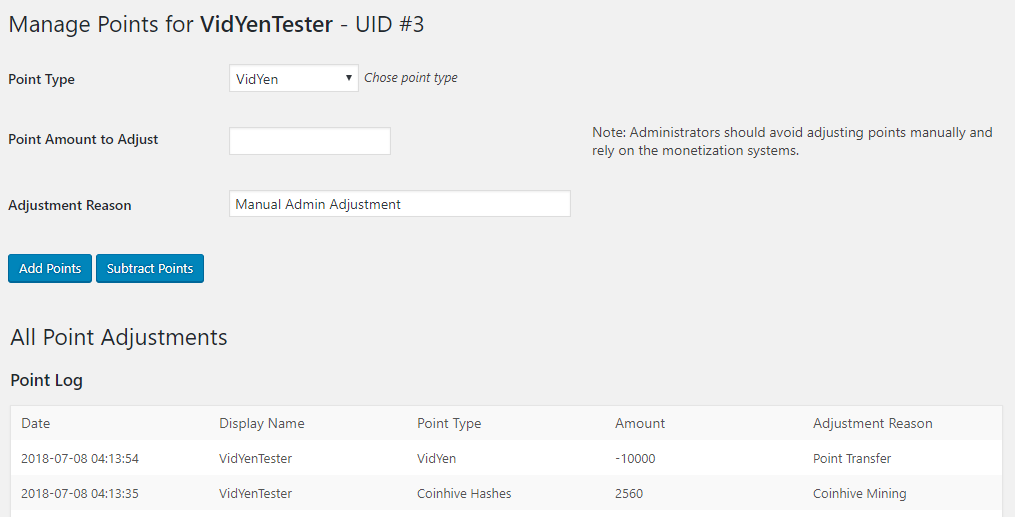 Manage Points for VidYenTester - UID #3
Point Type VidYen Chose point type
Point Amount to Adjust
Note: Administrators should avoid adjusting points manually and
rely on the monetization systems.
Adjustment Reason Manual Admin Adjustment
Add Points Subtract Points
All Point Adjustments
Point Log
Date Display Name Point Type Amount Adjustment Reason
2018-07-08 04:13:54 VidYenTester VidYen -10000 Point Transfer
2018-07-08 04:13:35 VidYenTester Coinhive Hashes 2560 Coinhive Mining